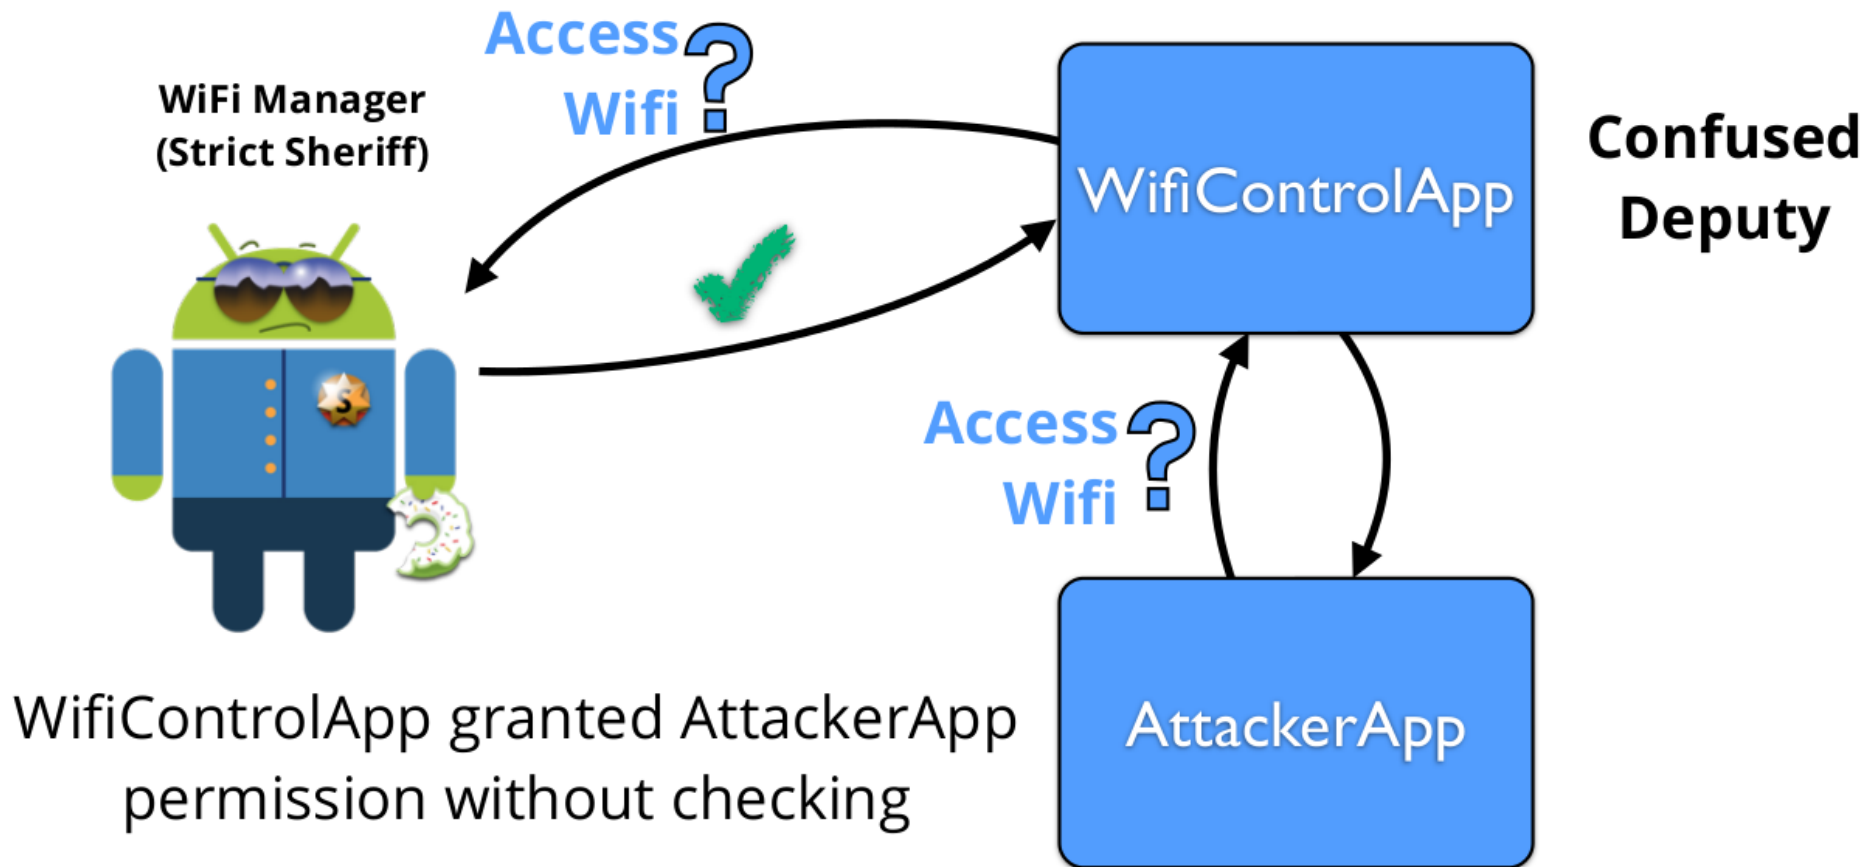 Access
Wifi
?
WiFi Manager
(Strict Sheriff)
WifiControlApp
Confused
Deputy
S
Access
Wifi
?
AttackerApp
WifiControlApp granted AttackerApp
permission without checking